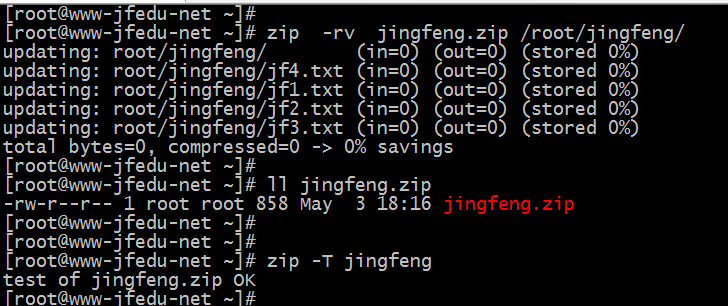 [root@www-jfedu-net ~]#
[root@www-jfedu-net ~]# zip  -rv  jingfeng.zip /root/jingfeng/
updating: root/jingfeng/        (in=0) (out=0) (stored 0%)
updating: root/jingfeng/jf4.txt (in=0) (out=0) (stored 0%)
updating: root/jingfeng/jf1.txt (in=0) (out=0) (stored 0%)
updating: root/jingfeng/jf2.txt (in=0) (out=0) (stored 0%)
updating: root/jingfeng/jf3.txt (in=0) (out=0) (stored 0%)
total bytes=0, compressed=0 -> 0% savings
[root@www-jfedu-net ~]#
[root@www-jfedu-net ~]# ll jingfeng.zip
-rw-r--r-- 1 root root 858 May  3 18:16 jingfeng.zip
[root@www-jfedu-net ~]#
[root@www-jfedu-net ~]#
[root@www-jfedu-net ~]# zip -T jingfeng
test of jingfeng.zip OK
[root@www-jfedu-net ~]#